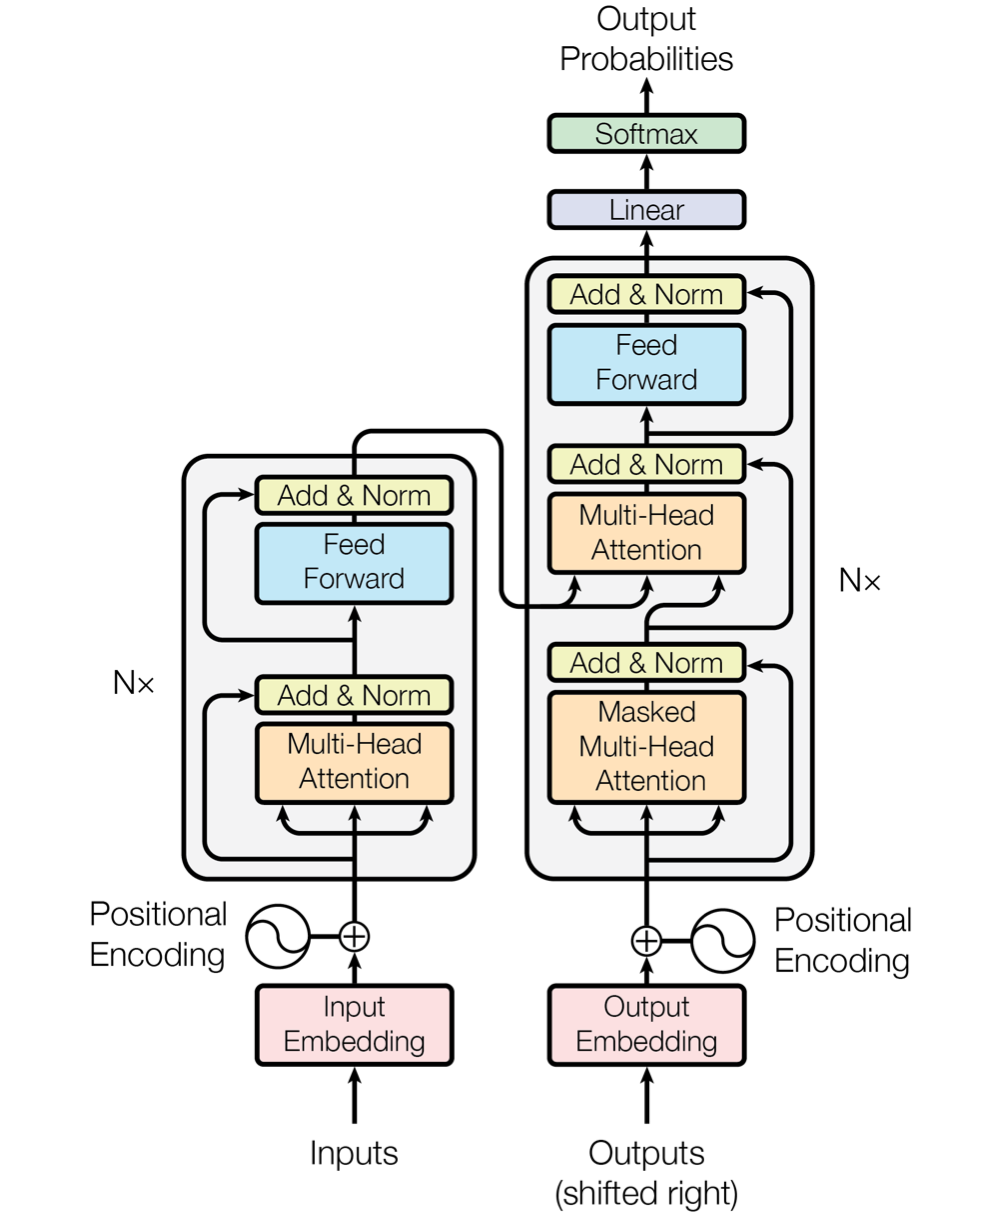 Output
Probabilities
Softmax
Linear
Add & Norm
Feed
Forward
Add & Norm
Multi-Head
Attention
Add & Norm
Masked
Multi-Head
Attention
N×
Positional
Encoding
Output
Embedding
Outputs
(shifted right)
Add & Norm
Feed
Forward
Add & Norm
Multi-Head
Attention
N×
Positional
Encoding
Input
Embedding
Inputs